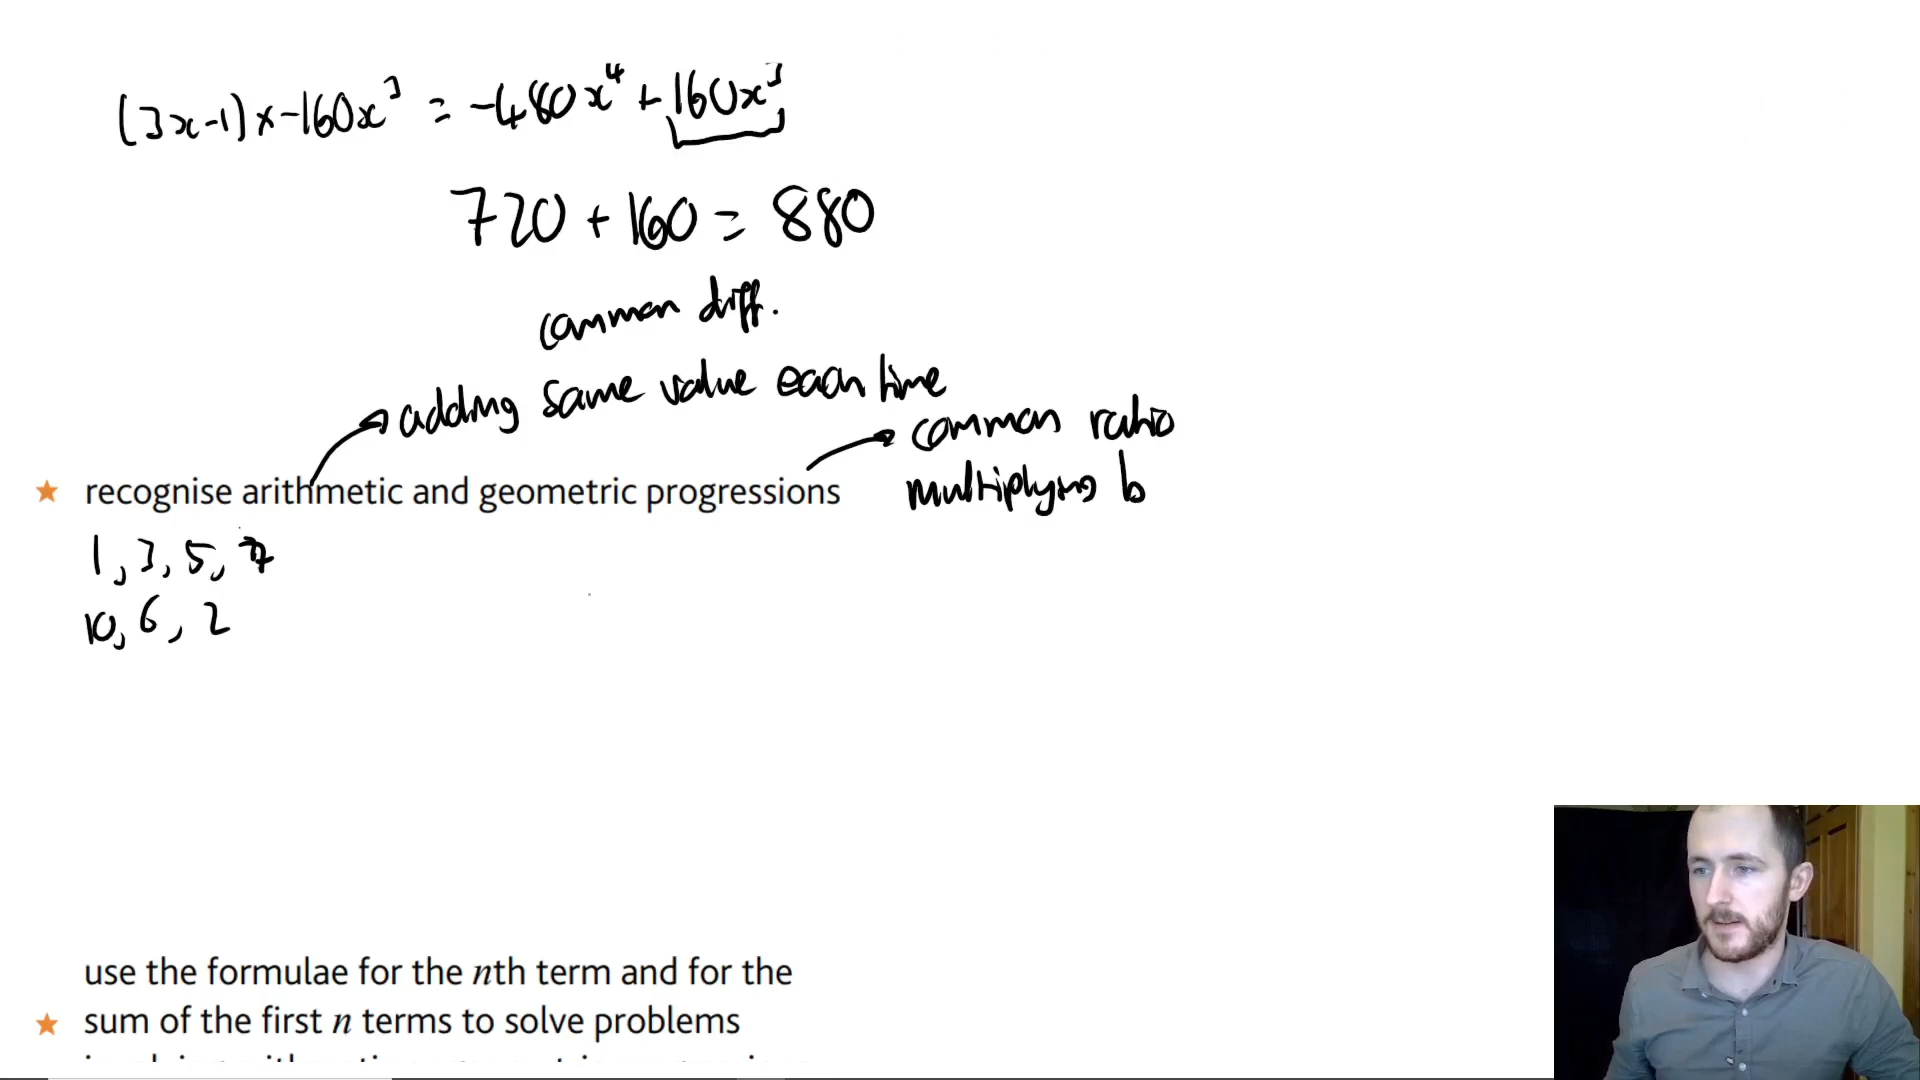 (3x-1)x-160x³ = -480x⁴ + 160x³
720 + 160 = 880
common diff.
adding same value each time
common ratio
recognise arithmetic and geometric progressions
multiplying b
1, 3, 5, 7
10, 6, 2
use the formulae for the nth term and for the
sum of the first n terms to solve problems